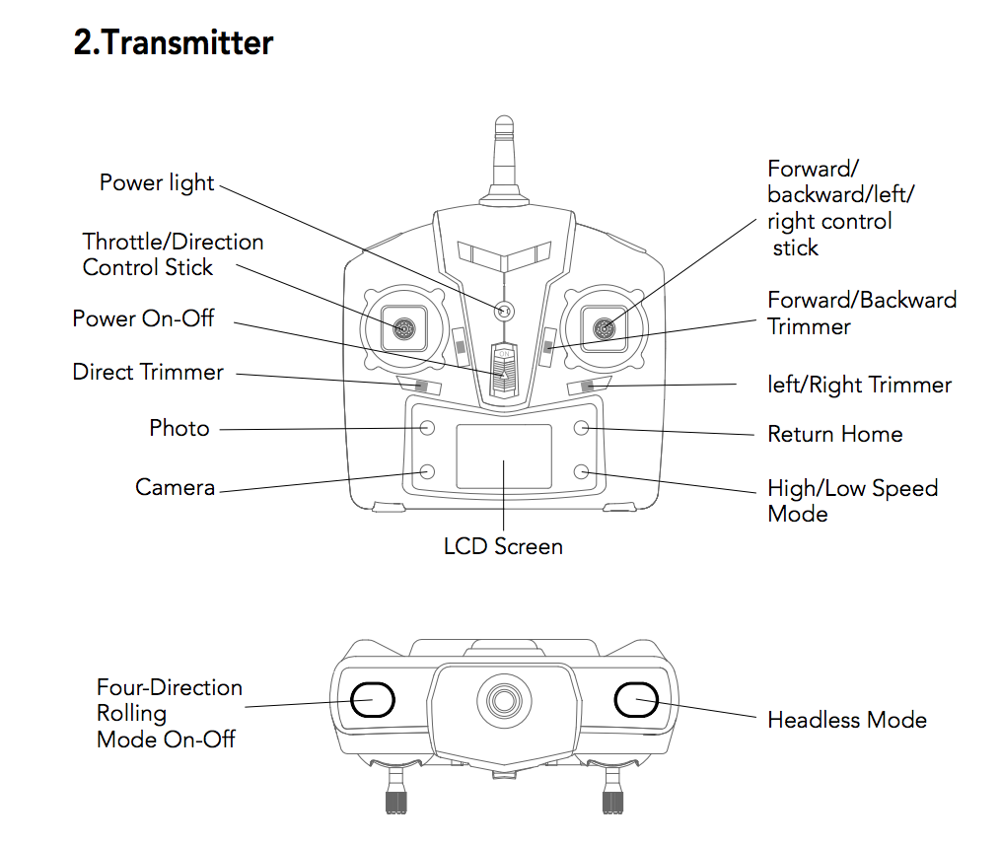 2.Transmitter
Power light
Throttle/Direction
Control Stick
Power On-Off
Direct Trimmer
Photo
Camera
Forward/
backward/left/
right control
stick
Forward/Backward
Trimmer
left/Right Trimmer
Return Home
High/Low Speed
Mode
ON
LCD Screen
Four-Direction
Rolling
Mode On-Off
Headless Mode